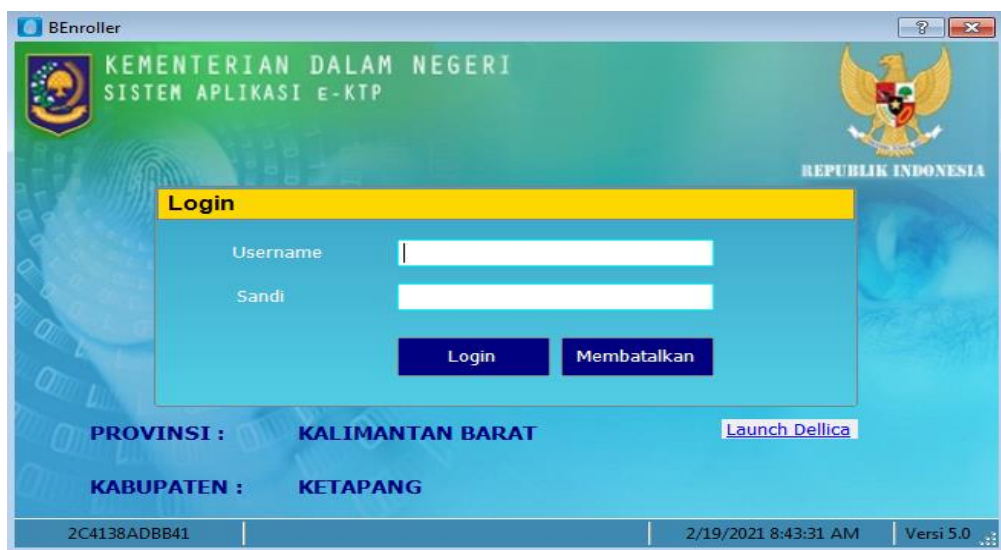 BEnroller
KEMENTERIAN DALAM NEGERI
SISTEM APLIKASI E-KTP
REPUBLIK INDONESIA
Login
Username
Sandi
Login Membatalkan
PROVINSI : KALIMANTAN BARAT Launch Dellica
KABUPATEN : KETAPANG
2C4138ADBB41 2/19/2021 8:43:31 AM Versi 5.0